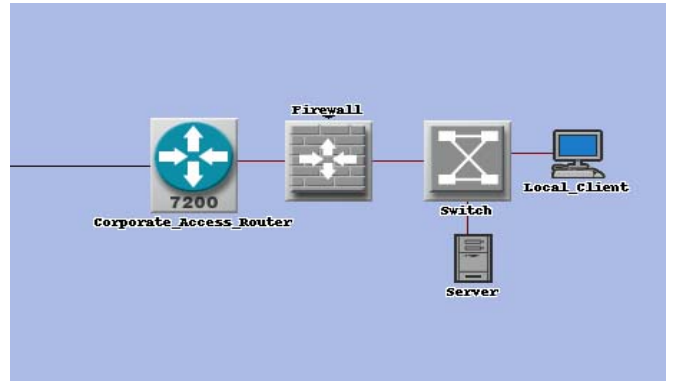 Firewall
7200
Corporate_Access_Router
Switch
Local_Client
Server